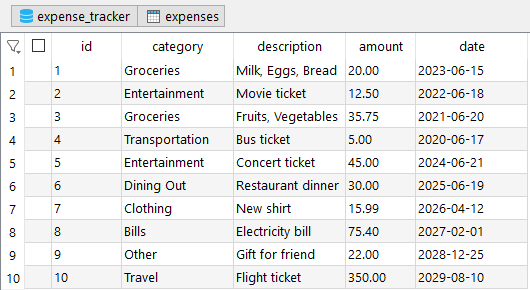 expense_tracker expenses
id category description amount date
1 1 Groceries Milk, Eggs, Bread 20.00 2023-06-15
2 2 Entertainment Movie ticket 12.50 2022-06-18
3 3 Groceries Fruits, Vegetables 35.75 2021-06-20
4 4 Transportation Bus ticket 5.00 2020-06-17
5 5 Entertainment Concert ticket 45.00 2024-06-21
6 6 Dining Out Restaurant dinner 30.00 2025-06-19
7 7 Clothing New shirt 15.99 2026-04-12
8 8 Bills Electricity bill 75.40 2027-02-01
9 9 Other Gift for friend 22.00 2028-12-25
10 10 Travel Flight ticket 350.00 2029-08-10